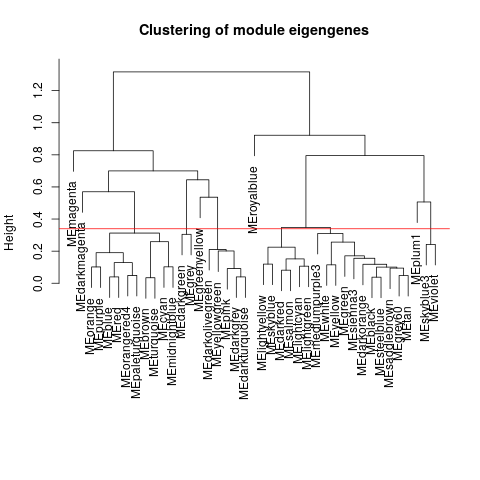 Clustering of module eigengenes
Height
0.0
0.2
0.4
0.6
0.8
1.0
1.2
MEmagenta
MEdarkmagenta
MEorange
MEpurple
MEblue
MEred
MEorangered4
MEpaleturquoise
MEbrown
MEturquoise
MEcyan
MEmidnightblue
MEdarkgreen
MEgrey
MEgreenyellow
MEdarkolivegreen
MEyellowgreen
MEpink
MEdarkgrey
MEdarkturquoise
MEroyalblue
MElightyellow
MEskyblue
MEdarkred
MEsalmon
MElightcyan
MElightgreen
MEmediumpurple3
MEwhite
MEyellow
MEgreen
MEsienna3
MEdarkorange
MEblack
MEsteelblue
MEsaddlebrown
MEgrey60
MEtan
MEplum1
MEskyblue3
MEviolet